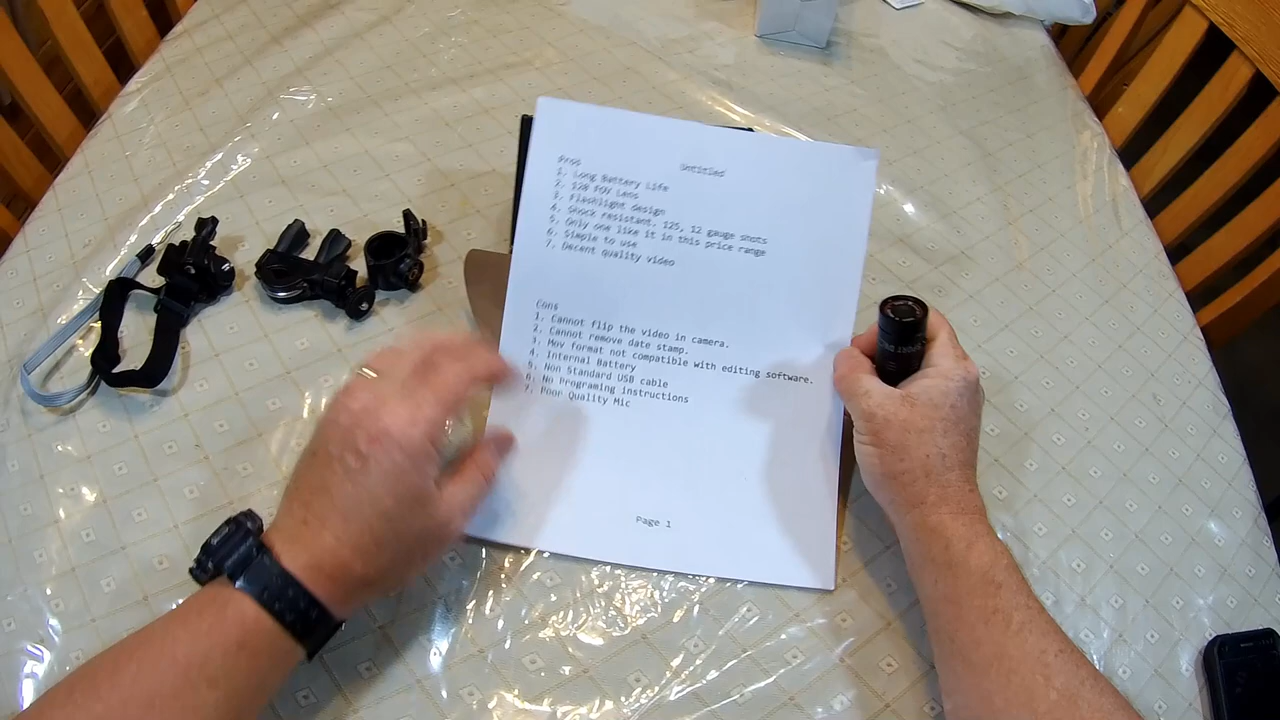 Untitled
Pros
1. Long Battery Life
2. 120 FOV Lens
3. Flashlight design
4. Shock resistant. 125, 12 gauge shots
5. Only one like it in this price range
6. Simple to use
7. Decent quality video
Cons
1. Cannot flip the video in camera.
2. Cannot remove date stamp.
3. Mov format not compatible with editing software.
4. Internal Battery
5. Non Standard USB cable
6. No Programing instructions
7. Poor Quality Mic
Page 1
SPORT